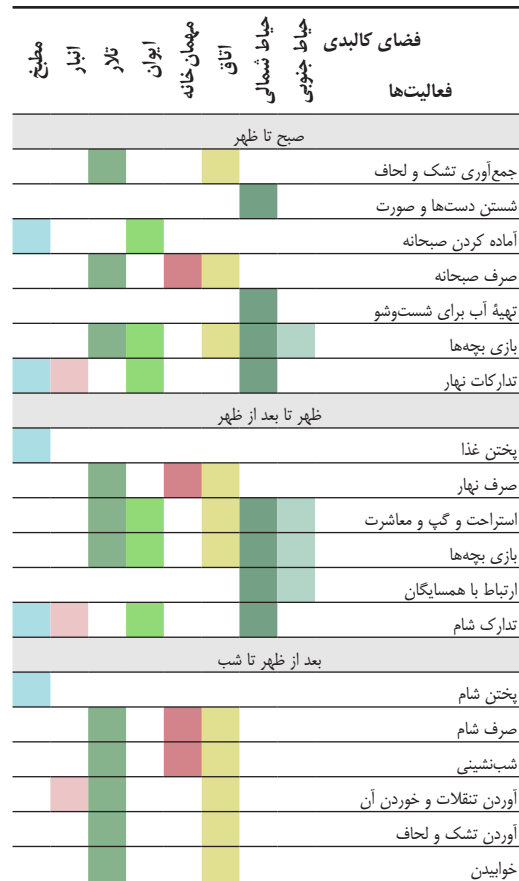 فضای کالبدی
فعالیت‌ها
حیاط جنوبی
حیاط شمالی
اتاق
مهمان‌خانه
ایوان
تالار
انبار
مطبخ
صبح تا ظهر
جمع‌آوری تشک و لحاف
شستن دست‌ها و صورت
آماده کردن صبحانه
صرف صبحانه
تهیۀ آب برای شست‌وشو
بازی بچه‌ها
تدارکات نهار
ظهر تا بعد از ظهر
پختن غذا
صرف نهار
استراحت و گپ و معاشرت
بازی بچه‌ها
ارتباط با همسایگان
تدارک شام
بعد از ظهر تا شب
پختن شام
صرف شام
شب‌نشینی
آوردن تنقلات و خوردن آن
آوردن تشک و لحاف
خوابیدن